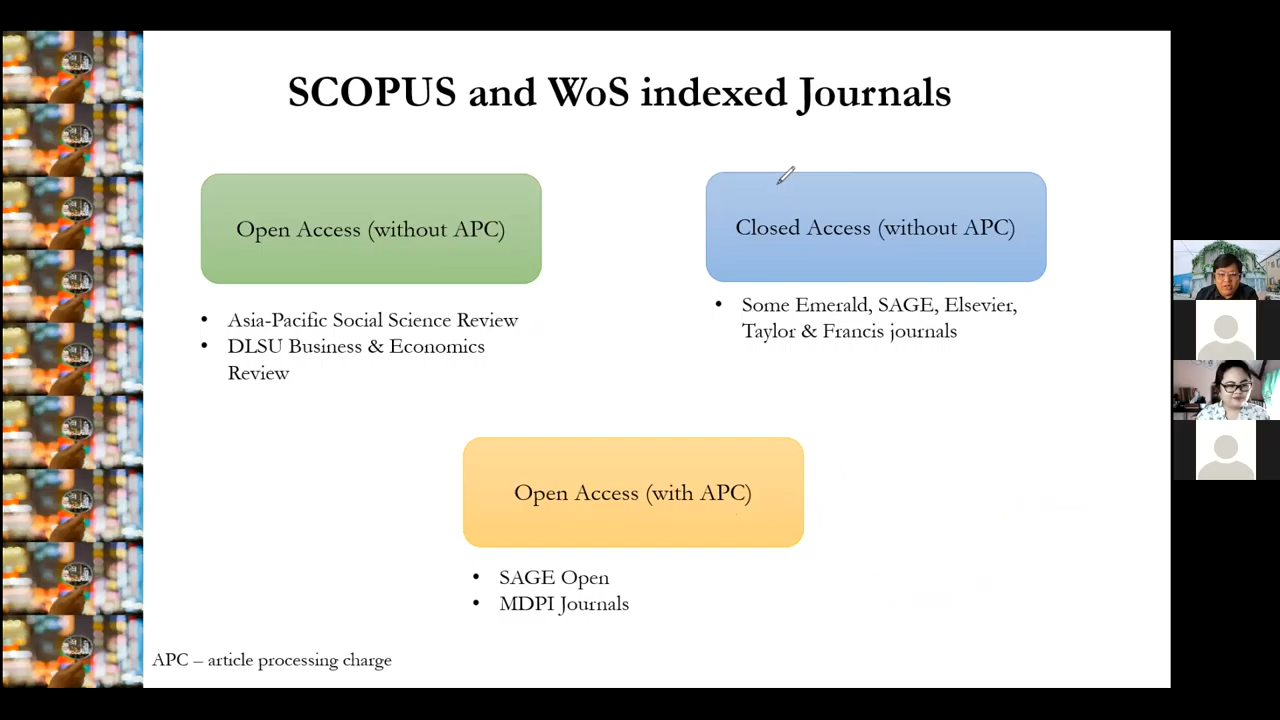 SCOPUS and WoS indexed Journals
Open Access (without APC)
• Asia-Pacific Social Science Review
• DLSU Business & Economics
Review
Closed Access (without APC)
• Some Emerald, SAGE, Elsevier,
Taylor & Francis journals
Open Access (with APC)
• SAGE Open
• MDPI Journals
APC – article processing charge